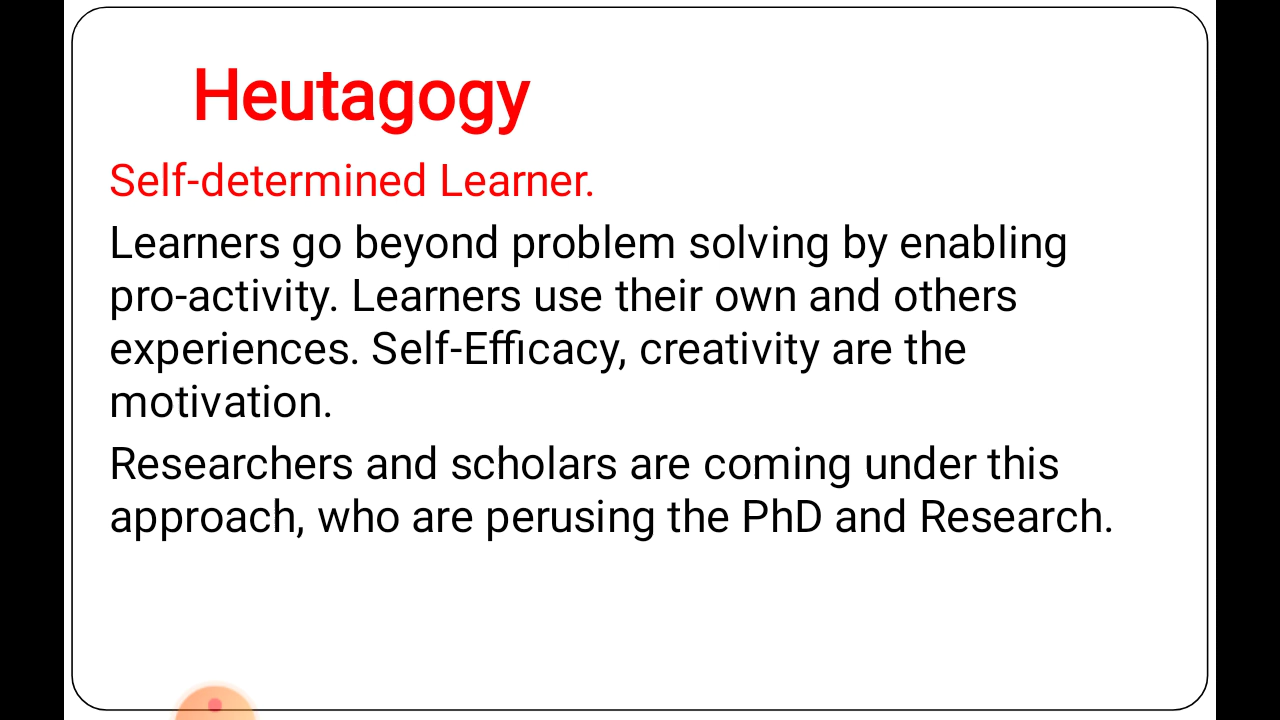 Heutagogy
Self-determined Learner.
Learners go beyond problem solving by enabling
pro-activity. Learners use their own and others
experiences. Self-Efficacy, creativity are the
motivation.
Researchers and scholars are coming under this
approach, who are perusing the PhD and Research.